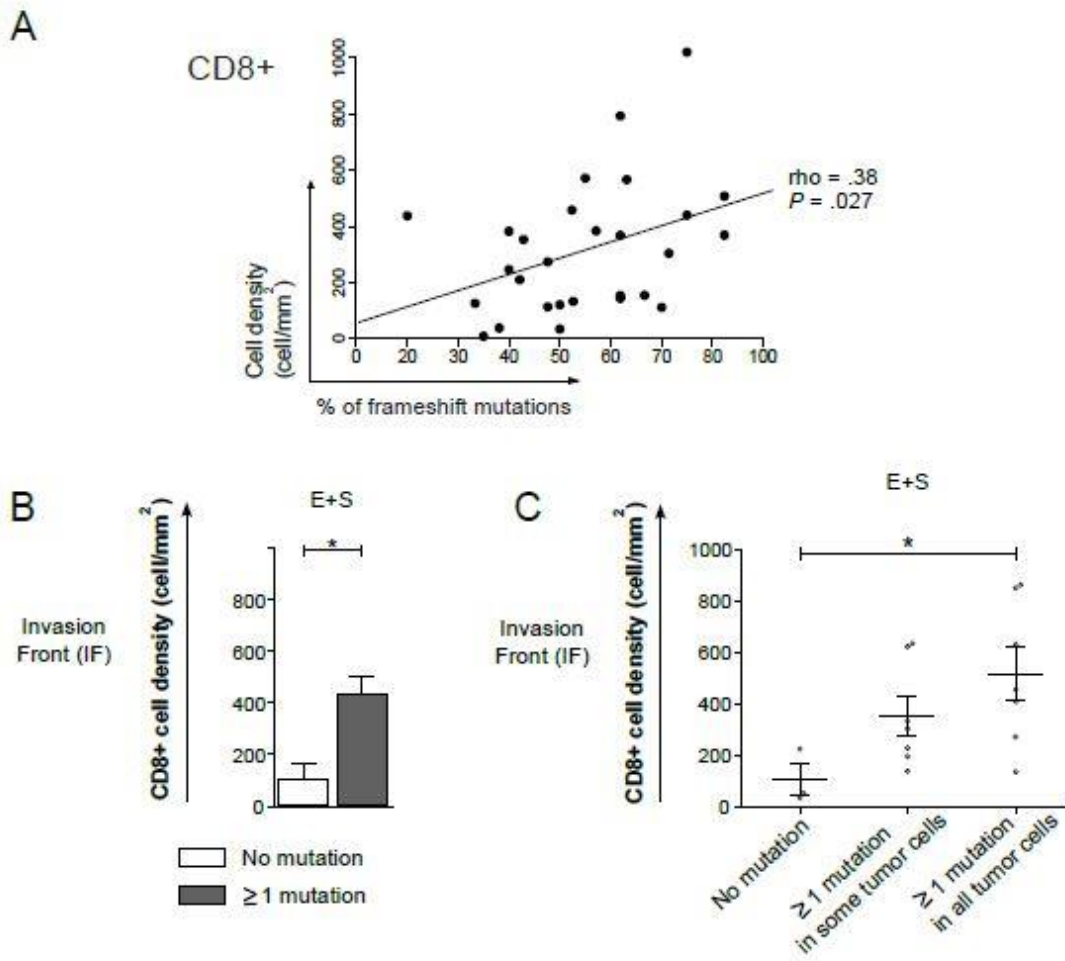 A
CD8+
1000
800
600
400
200
0
Cell density
(cell/mm2)
0 20 30 40 50 60 70 80 100
% of frameshift mutations
rho = .38
P = .027
B
E+S
*
CD8+ cell density (cell/mm2)
Invasion
Front (IF)
800
600
400
200
0
No mutation
≥ 1 mutation
C
E+S
*
CD8+ cell density (cell/mm2)
Invasion
Front (IF)
1000
800
600
400
200
0
No mutation
≥ 1 mutation
in some tumor cells
≥ 1 mutation
in all tumor cells